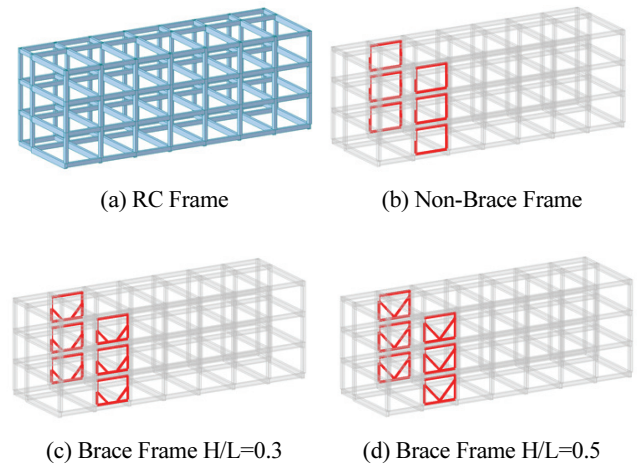 (a) RC Frame
(b) Non-Brace Frame
(c) Brace Frame H/L=0.3
(d) Brace Frame H/L=0.5